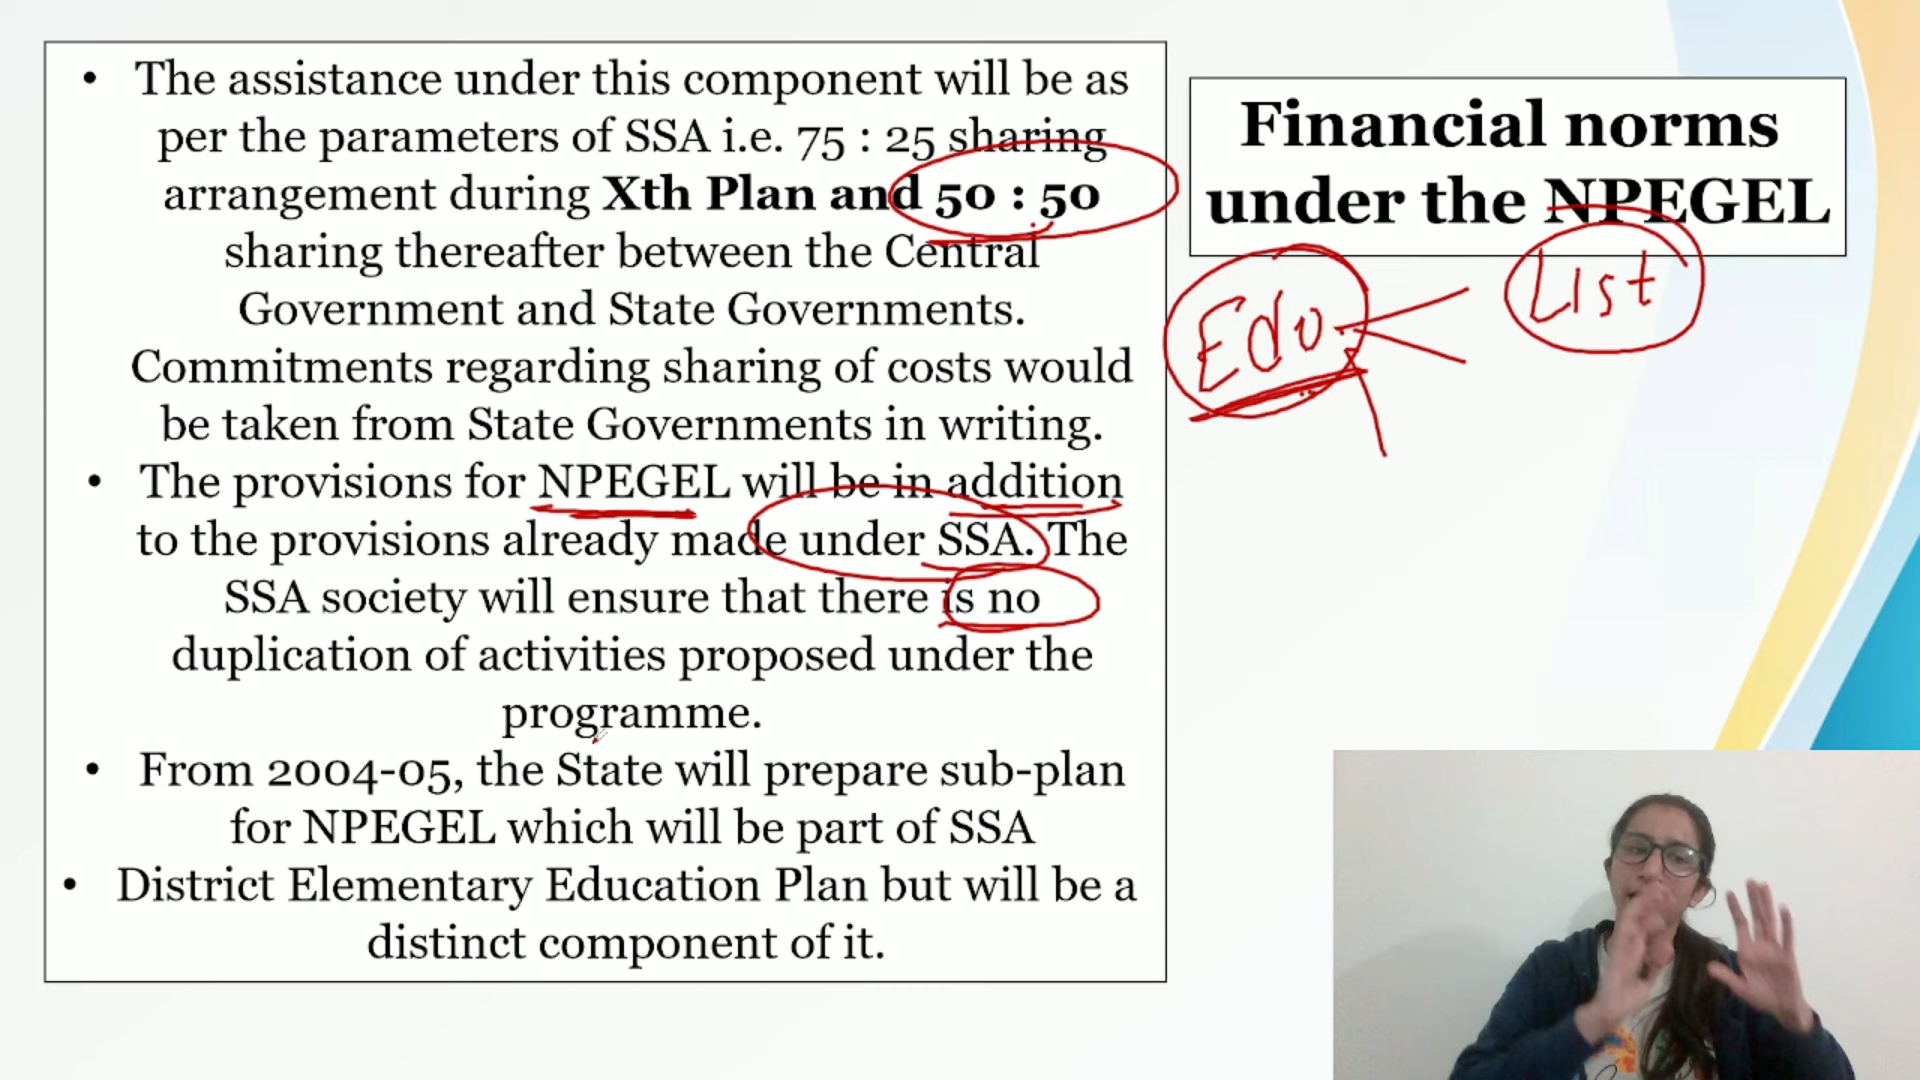 • The assistance under this component will be as
per the parameters of SSA i.e. 75 : 25 sharing
arrangement during Xth Plan and 50 : 50
sharing thereafter between the Central
Government and State Governments.
Commitments regarding sharing of costs would
be taken from State Governments in writing.
• The provisions for NPEGEL will be in addition
to the provisions already made under SSA. The
SSA society will ensure that there is no
duplication of activities proposed under the
programme.
• From 2004-05, the State will prepare sub-plan
for NPEGEL which will be part of SSA
• District Elementary Education Plan but will be a
distinct component of it.
Financial norms
under the NPEGEL
Edu
List